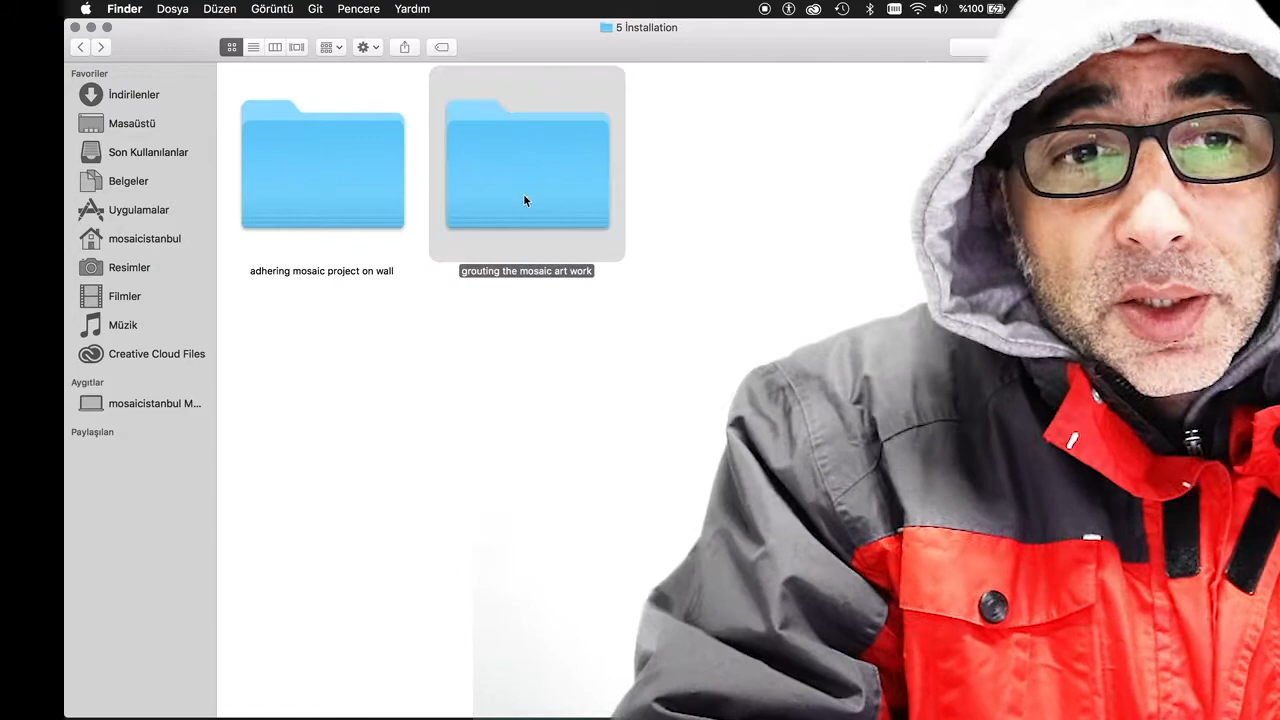 Finder Dosya Düzen Görüntü Git Pencere Yardım %100
5 İnstallation
Favoriler
İndirilenler
Masaüstü
Son Kullanılanlar
Belgeler
Uygulamalar
mosaicistanbul
Resimler
Filmler
Müzik
Creative Cloud Files
Aygıtlar
mosaicistanbul M...
Paylaşılan
adhering mosaic project on wall
grouting the mosaic art work